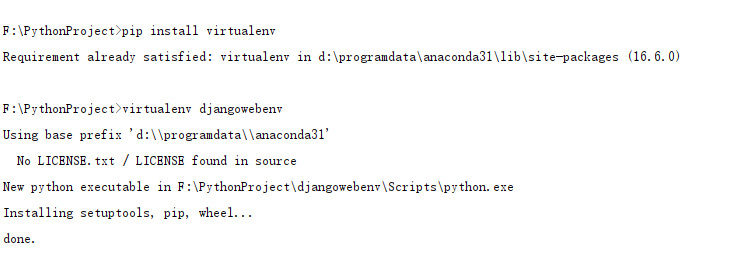 F:\PythonProject>pip install virtualenv
Requirement already satisfied: virtualenv in d:\programdata\anaconda31\lib\site-packages (16.6.0)
F:\PythonProject>virtualenv djangowebenv
Using base prefix 'd:\\programdata\\anaconda31'
  No LICENSE.txt / LICENSE found in source
New python executable in F:\PythonProject\djangowebenv\Scripts\python.exe
Installing setuptools, pip, wheel...
done.